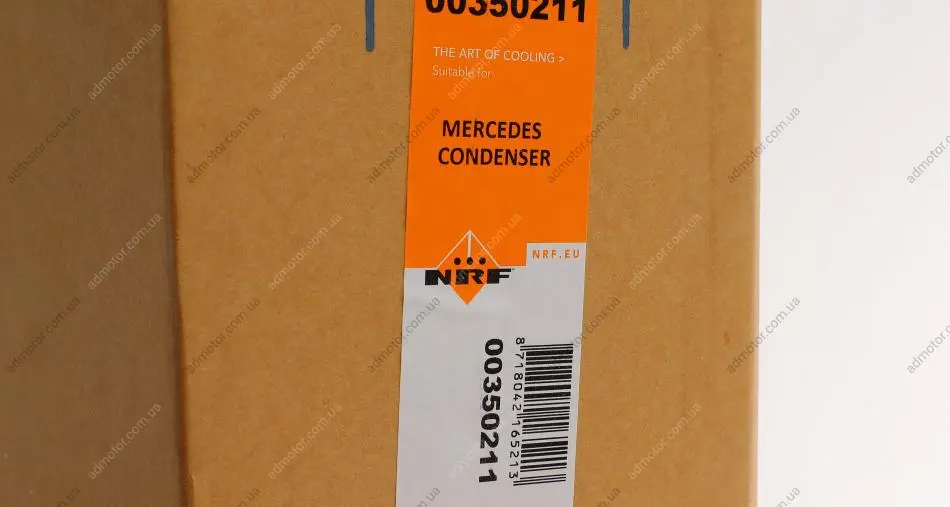 00350211
THE ART OF COOLING >
Suitable for
MERCEDES
CONDENSER
NRF.EU
NRF
00350211
8718042165213
admotor.com.ua